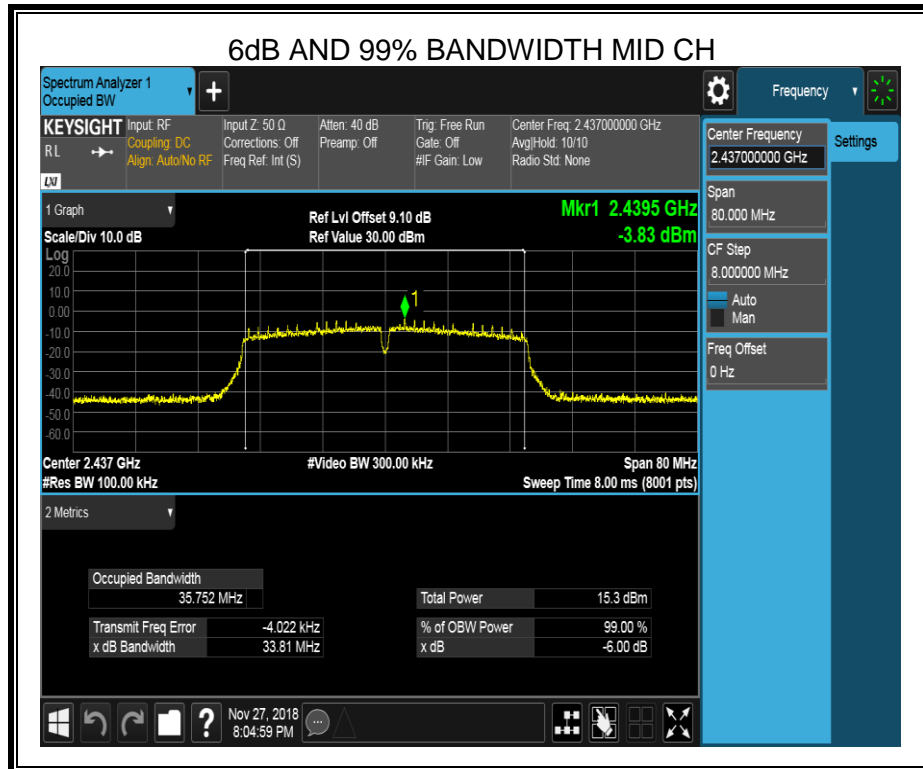 6dB AND 99% BANDWIDTH MID CH
Spectrum Analyzer 1
Occupied BW
+
Frequency
KEYSIGHT
RL
LXI
Input: RF
Coupling: DC
Align: Auto/No RF
Input Z: 50 Ω
Corrections: Off
Freq Ref: Int (S)
Atten: 40 dB
Preamp: Off
Trig: Free Run
Gate: Off
#IF Gain: Low
Center Freq: 2.437000000 GHz
Avg|Hold: 10/10
Radio Std: None
Center Frequency
2.437000000 GHz
Settings
Span
80.000 MHz
CF Step
8.000000 MHz
Auto
Man
Freq Offset
0 Hz
1 Graph
Scale/Div 10.0 dB
Ref Lvl Offset 9.10 dB
Ref Value 30.00 dBm
Mkr1 2.4395 GHz
-3.83 dBm
Log
20.0
10.0
0.00
-10.0
-20.0
-30.0
-40.0
-50.0
-60.0
1
Center 2.437 GHz
#Video BW 300.00 kHz
Span 80 MHz
#Res BW 100.00 kHz
Sweep Time 8.00 ms (8001 pts)
2 Metrics
Occupied Bandwidth
35.752 MHz
Total Power 15.3 dBm
Transmit Freq Error -4.022 kHz
% of OBW Power 99.00 %
x dB Bandwidth 33.81 MHz
x dB -6.00 dB
?
Nov 27, 2018
8:04:59 PM